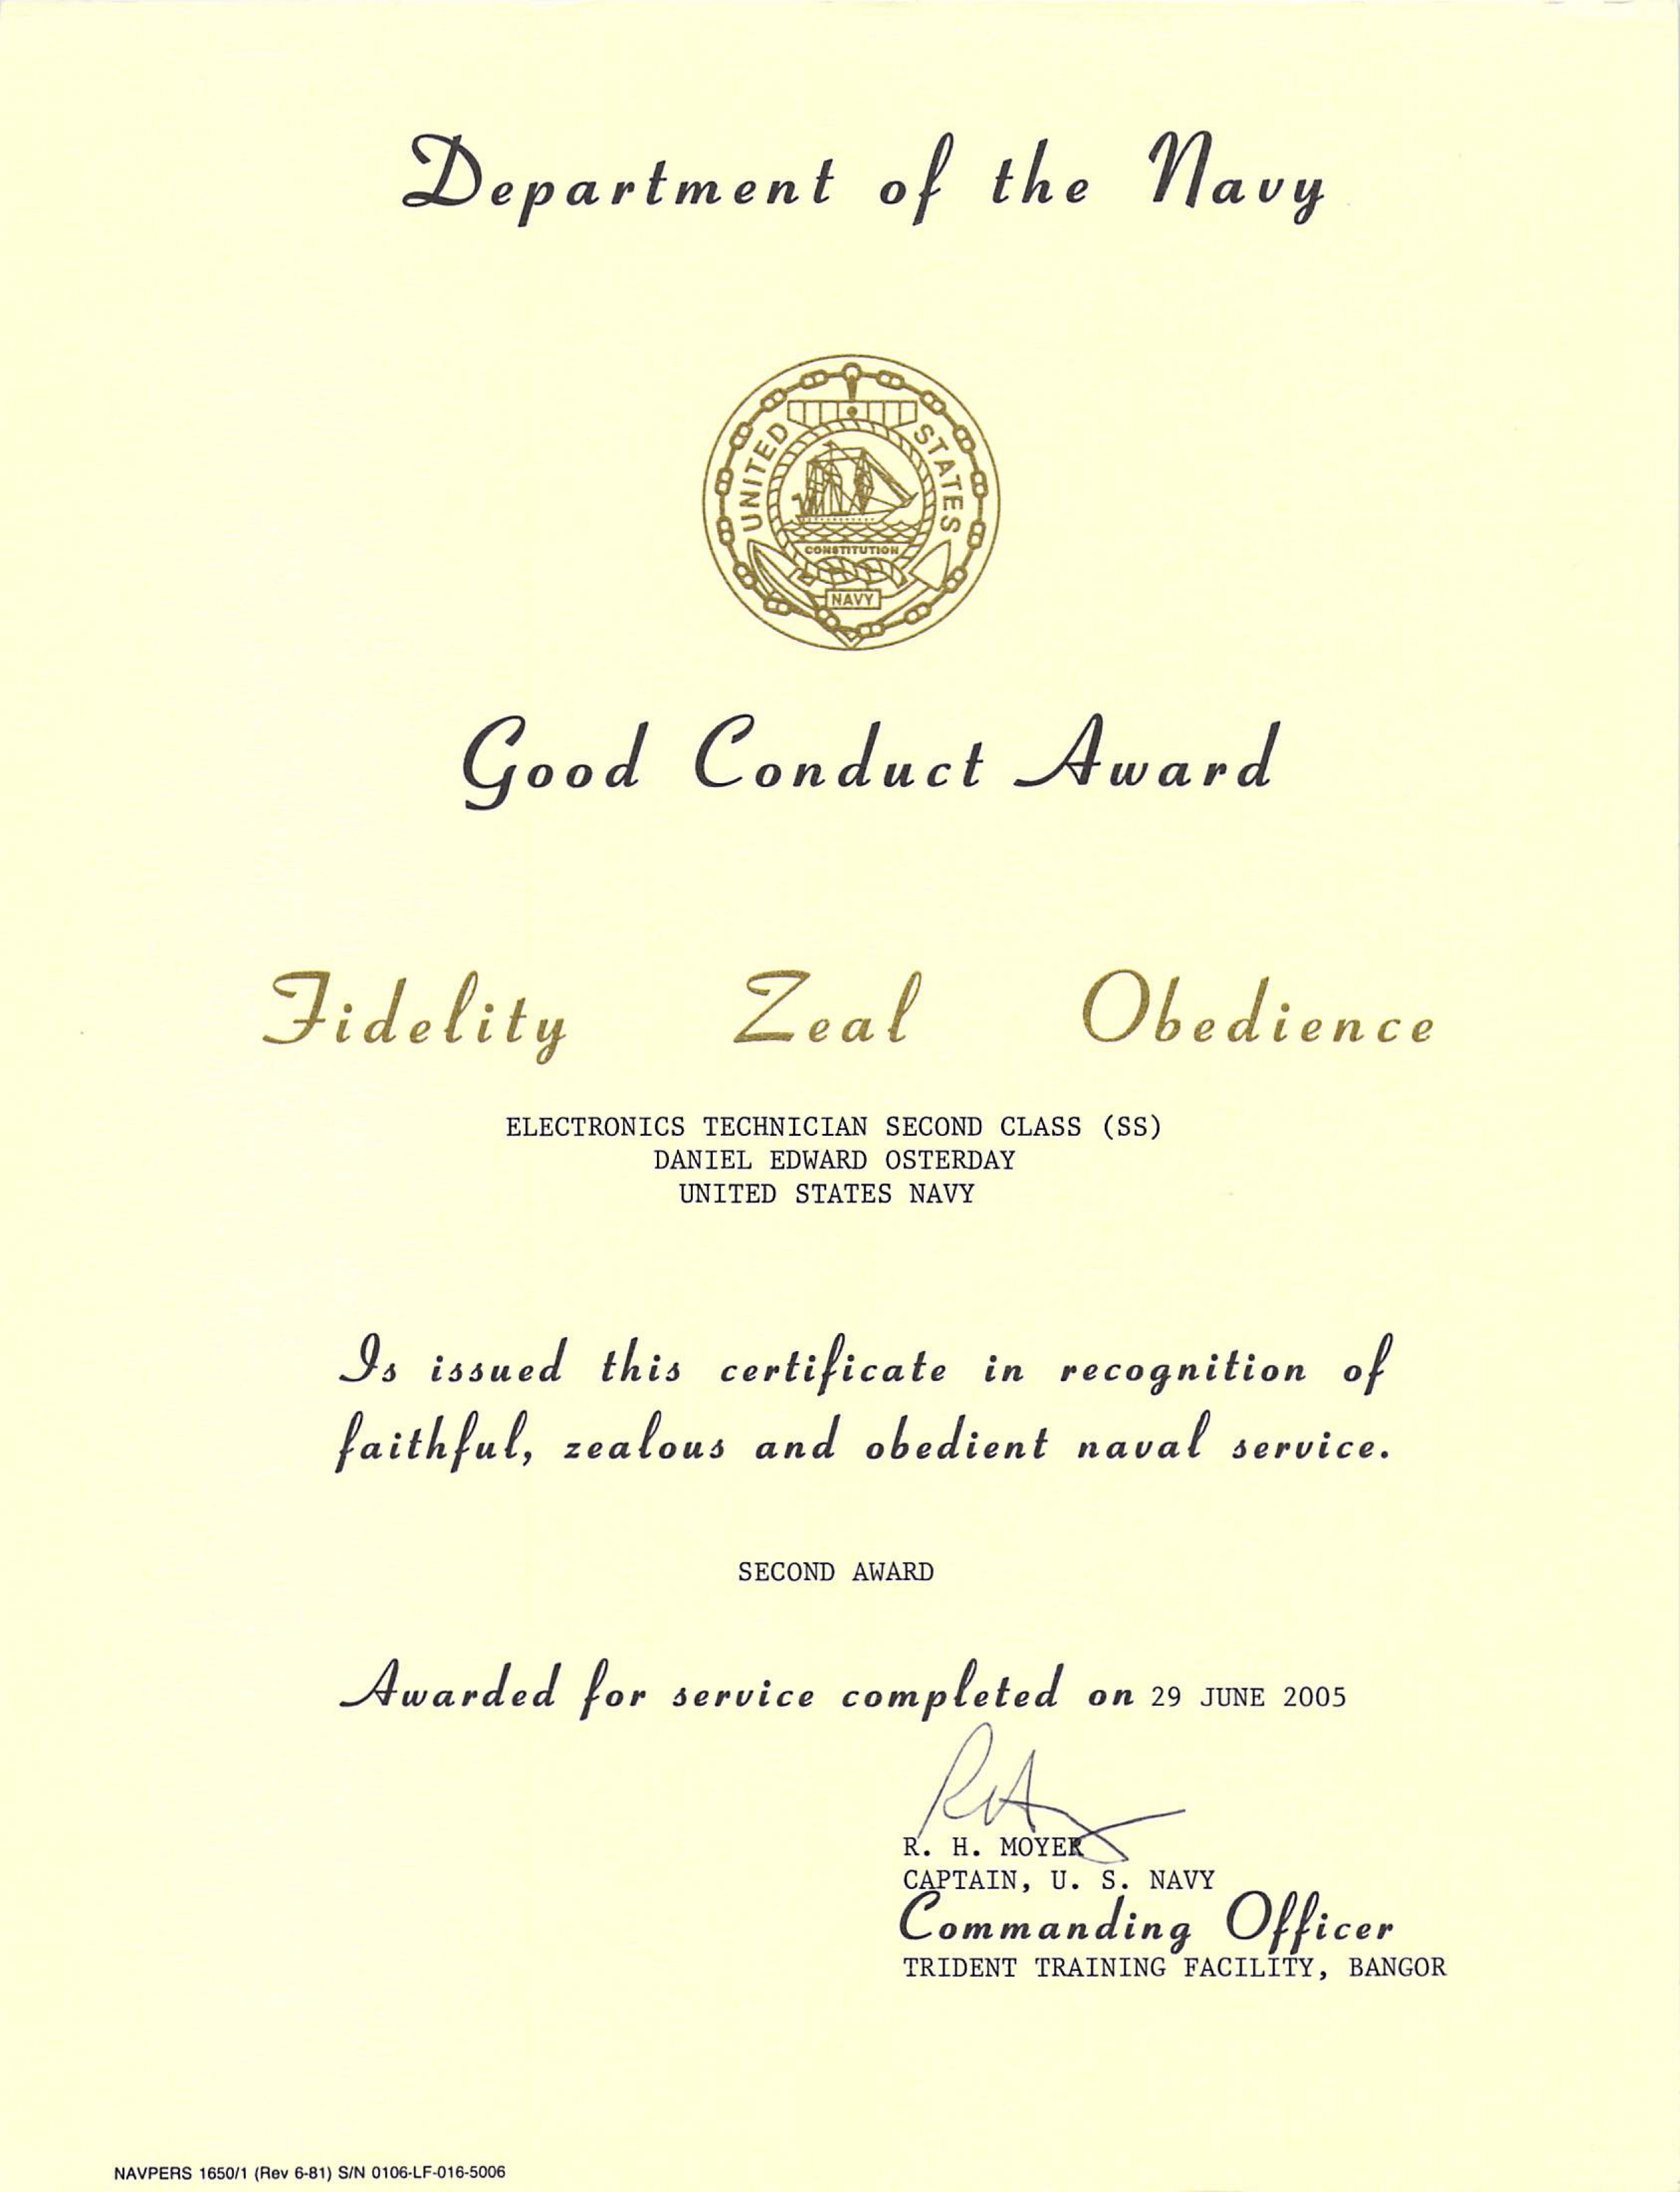 Department of the Navy
UNITED STATES
CONSTITUTION
NAVY
Good Conduct Award
Fidelity Zeal Obedience
ELECTRONICS TECHNICIAN SECOND CLASS (SS)
DANIEL EDWARD OSTERDAY
UNITED STATES NAVY
Is issued this certificate in recognition of
faithful, zealous and obedient naval service.
SECOND AWARD
Awarded for service completed on 29 JUNE 2005
R. H. MOYER
CAPTAIN, U. S. NAVY
Commanding Officer
TRIDENT TRAINING FACILITY, BANGOR
NAVPERS 1650/1 (Rev 6-81) S/N 0106-LF-016-5006